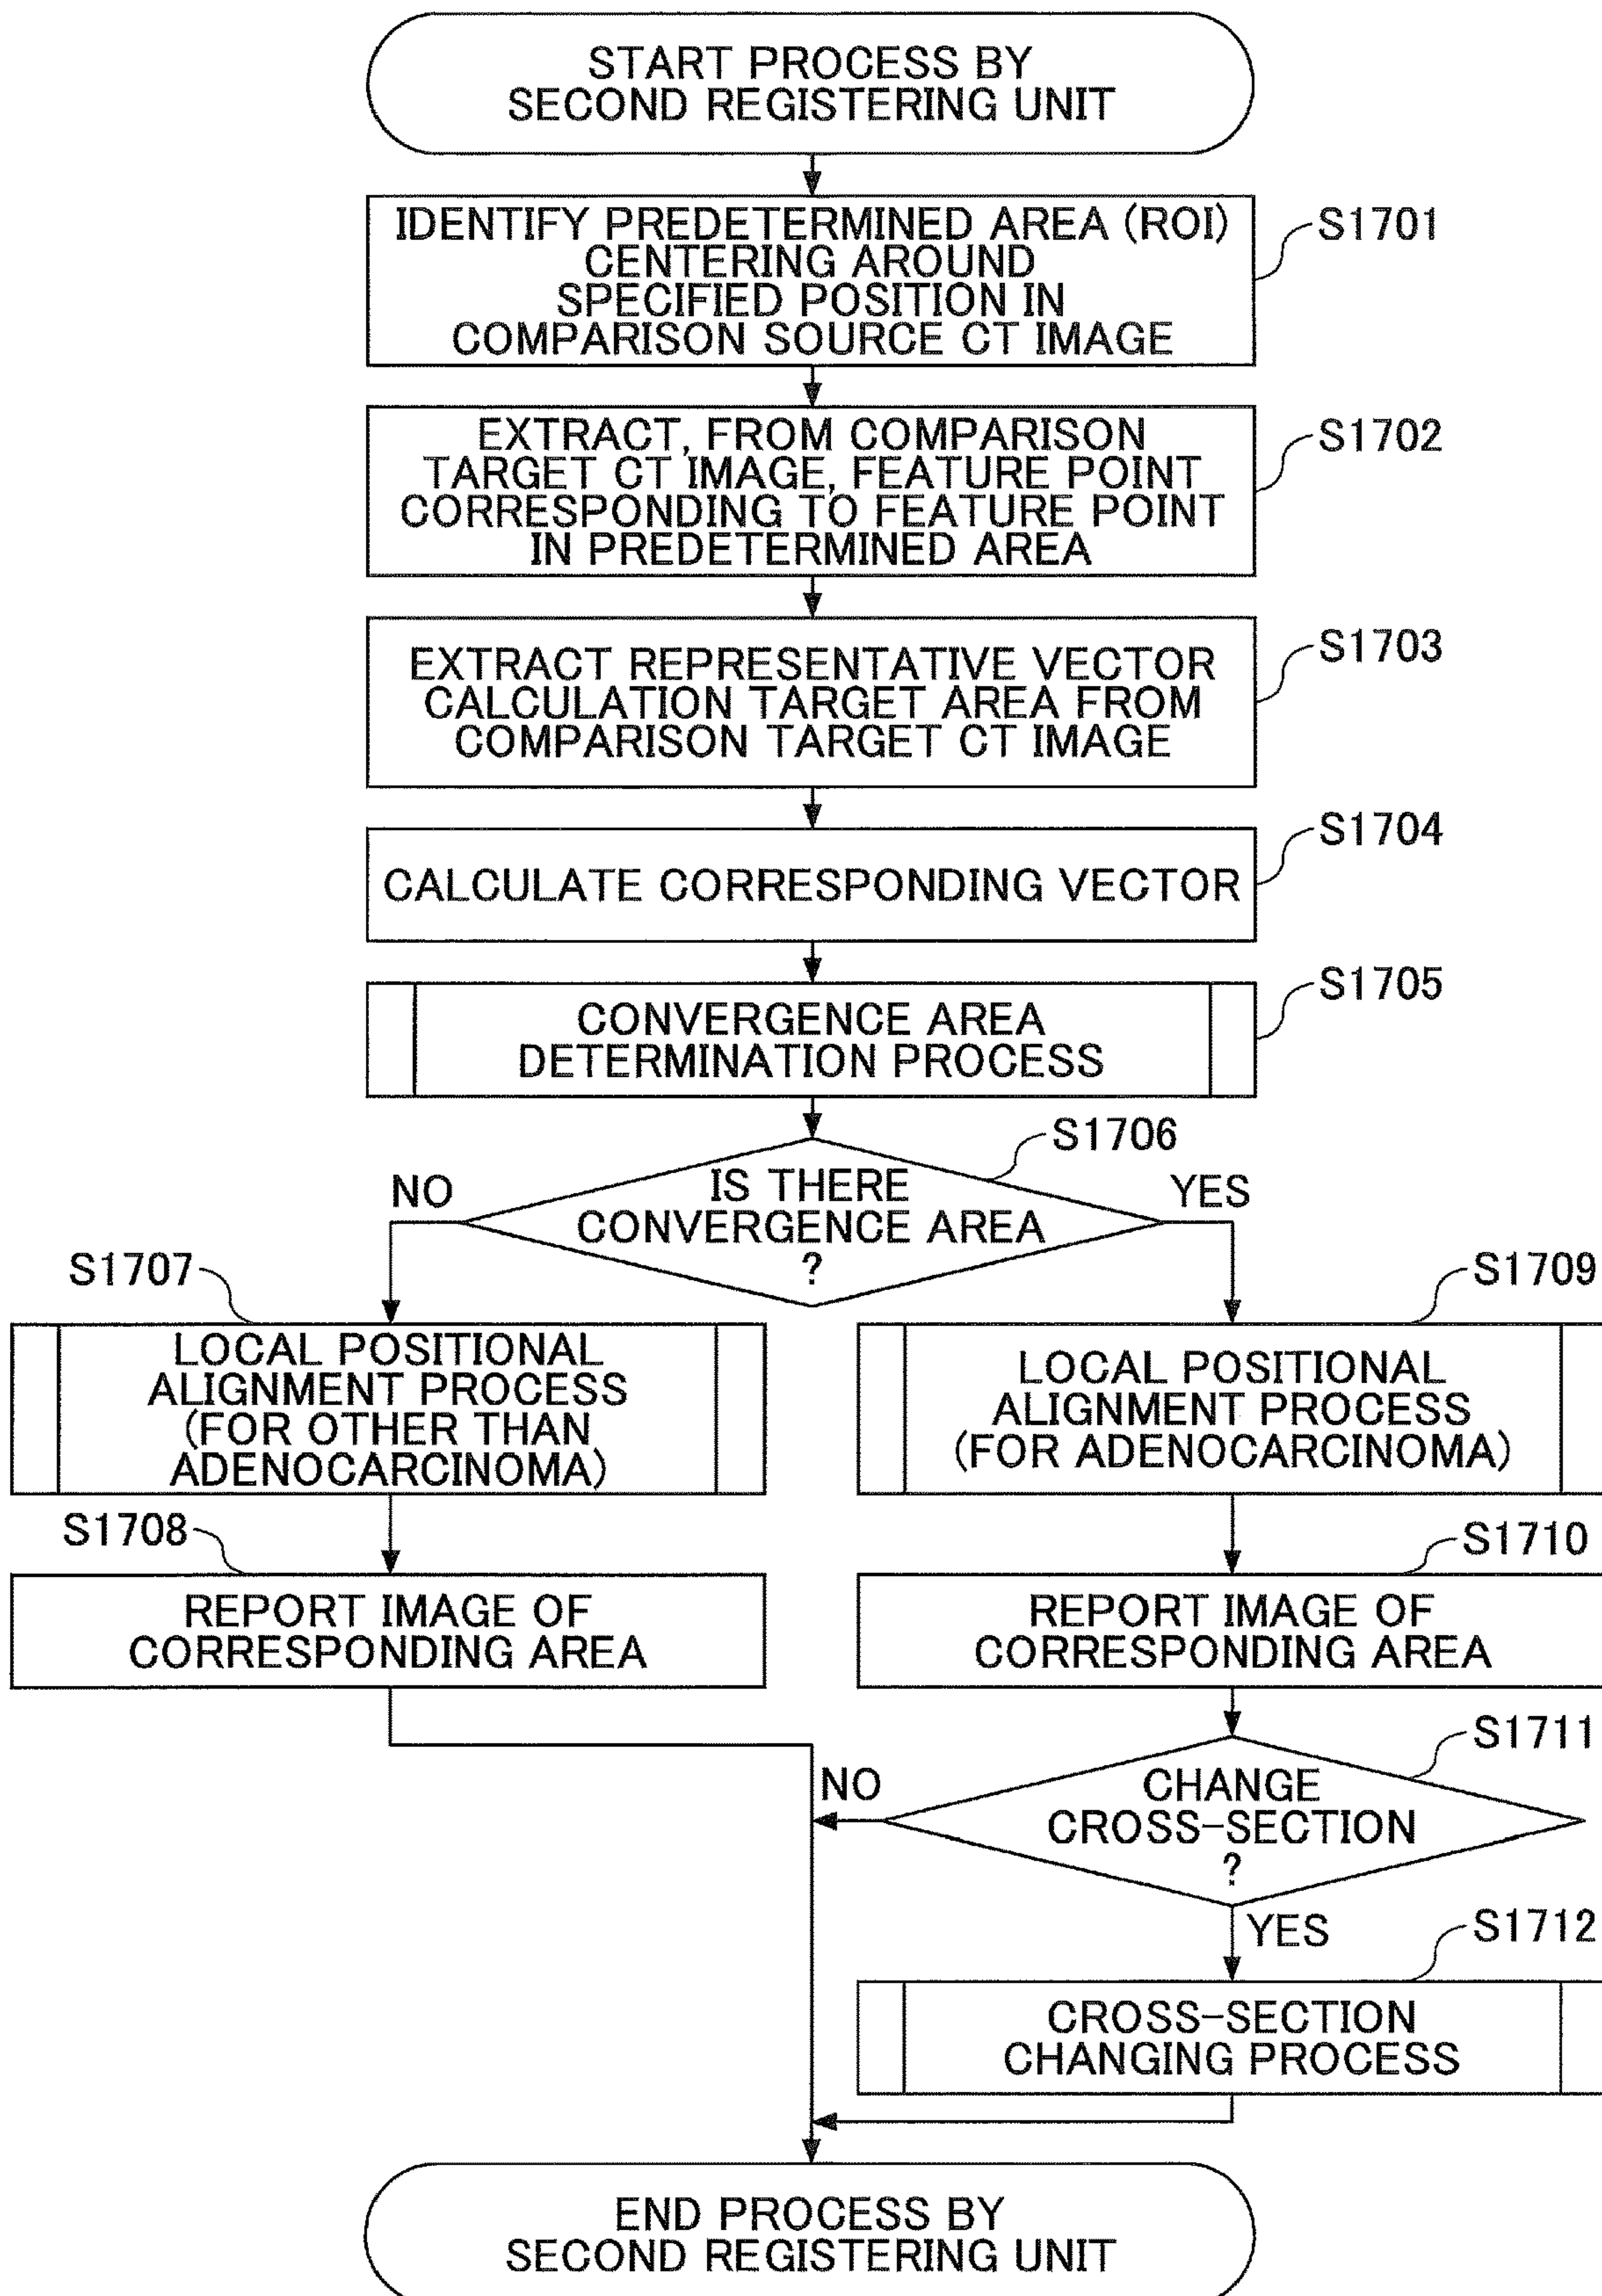 START PROCESS BY
SECOND REGISTERING UNIT
IDENTIFY PREDETERMINED AREA (ROI)
CENTERING AROUND
SPECIFIED POSITION IN
COMPARISON SOURCE CT IMAGE
S1701
EXTRACT, FROM COMPARISON
TARGET CT IMAGE, FEATURE POINT
CORRESPONDING TO FEATURE POINT
IN PREDETERMINED AREA
S1702
EXTRACT REPRESENTATIVE VECTOR
CALCULATION TARGET AREA FROM
COMPARISON TARGET CT IMAGE
S1703
CALCULATE CORRESPONDING VECTOR
S1704
CONVERGENCE AREA
DETERMINATION PROCESS
S1705
S1706
IS THERE
CONVERGENCE AREA
?
NO
YES
S1707
LOCAL POSITIONAL
ALIGNMENT PROCESS
(FOR OTHER THAN
ADENOCARCINOMA)
S1709
LOCAL POSITIONAL
ALIGNMENT PROCESS
(FOR ADENOCARCINOMA)
S1708
REPORT IMAGE OF
CORRESPONDING AREA
S1710
REPORT IMAGE OF
CORRESPONDING AREA
S1711
CHANGE
CROSS-SECTION
?
NO
YES
S1712
CROSS-SECTION
CHANGING PROCESS
END PROCESS BY
SECOND REGISTERING UNIT